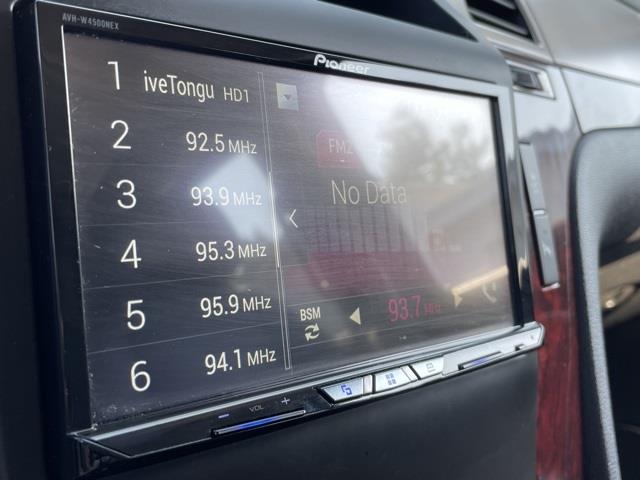 AVH-W4500NEX
Pioneer
1 iveTongu HD1
2 92.5 MHz
3 93.9 MHz
4 95.3 MHz
5 95.9 MHz
6 94.1 MHz
FM2
No Data
BSM
93.7 MHz
− VOL +